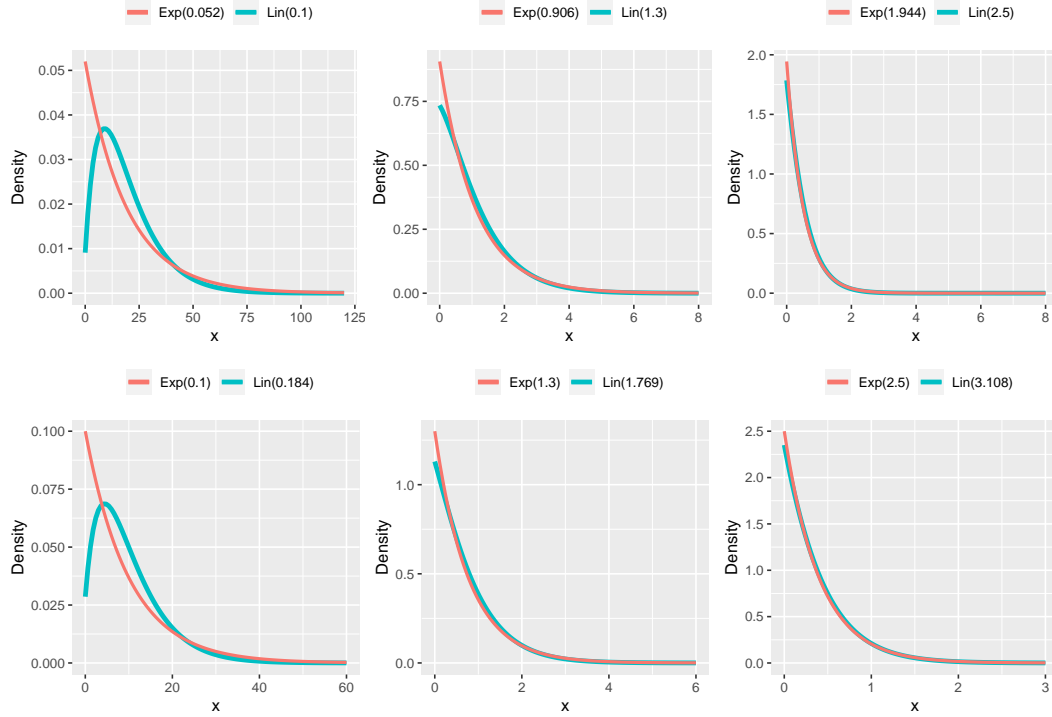 Exp(0.052) Lin(0.1)
0.05
0.04
0.03
0.02
0.01
0.00
Density
0 25 50 75 100 125
x
Exp(0.906) Lin(1.3)
0.75
0.50
0.25
0.00
Density
0 2 4 6 8
x
Exp(1.944) Lin(2.5)
2.0
1.5
1.0
0.5
0.0
Density
0 2 4 6 8
x
Exp(0.1) Lin(0.184)
0.100
0.075
0.050
0.025
0.000
Density
0 20 40 60
x
Exp(1.3) Lin(1.769)
1.0
0.5
0.0
Density
0 2 4 6
x
Exp(2.5) Lin(3.108)
2.5
2.0
1.5
1.0
0.5
0.0
Density
0 1 2 3
x